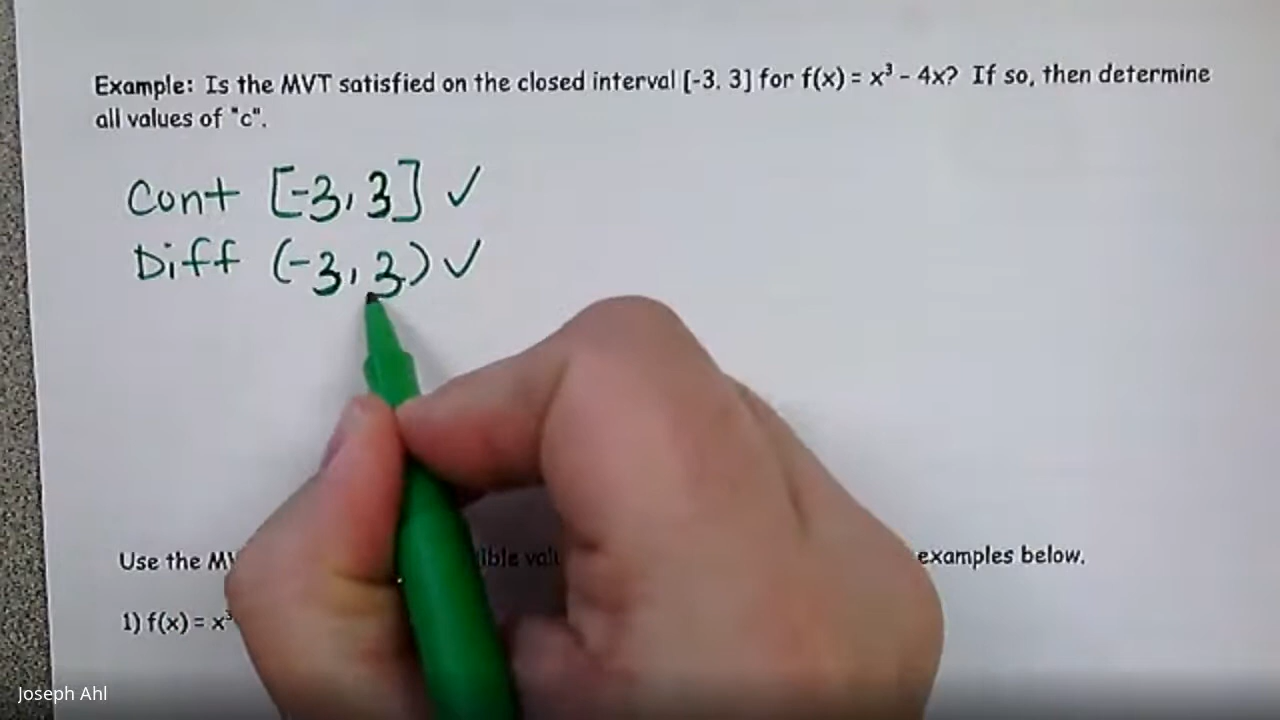 Example: Is the MVT satisfied on the closed interval [-3. 3] for f(x) = x³ - 4x? If so, then determine
all values of "c".
Cont [-3, 3] ✓
Diff (-3, 3) ✓
Use the examples below.
1) f(x) = x³
Joseph Ahl